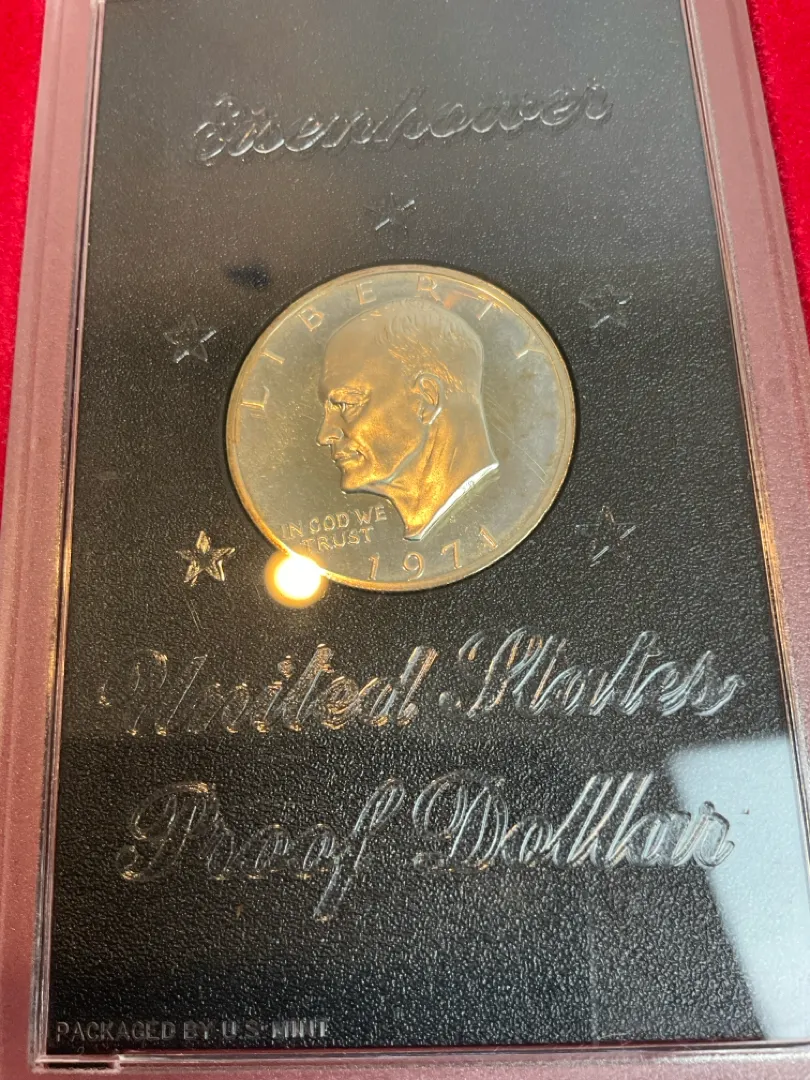 Eisenhower
LIBERTY
IN GOD WE
TRUST
1971
United States
Proof Dollar
PACKAGED BY U.S. MINT